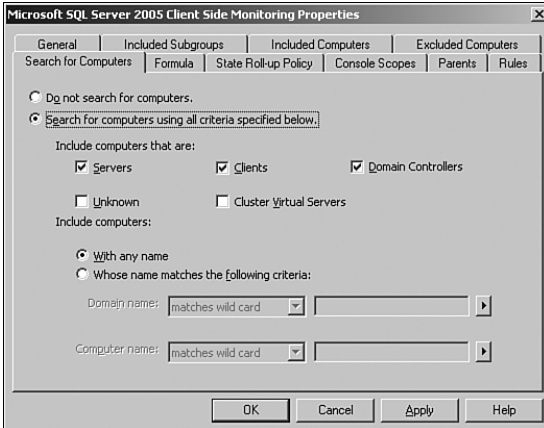 Microsoft SQL Server 2005 Client Side Monitoring Properties
General Included Subgroups Included Computers Excluded Computers
Search for Computers Formula State Roll-up Policy Console Scopes Parents Rules
Do not search for computers.
Search for computers using all criteria specified below.
Include computers that are:
Servers Clients Domain Controllers
Unknown Cluster Virtual Servers
Include computers:
With any name
Whose name matches the following criteria:
Domain name: matches wild card
Computer name: matches wild card
OK Cancel Apply Help